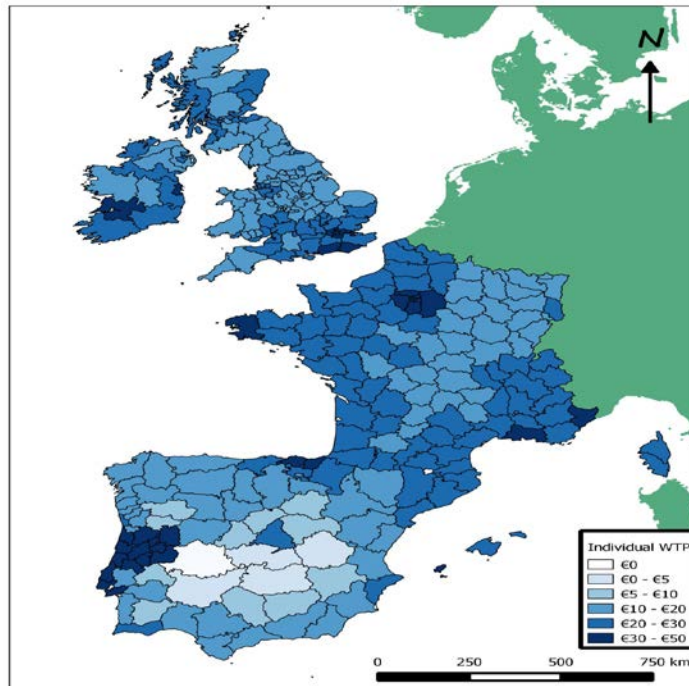 N
Individual WTP
€0
€0 - €5
€5 - €10
€10 - €20
€20 - €30
€30 - €50
0 250 500 750 km